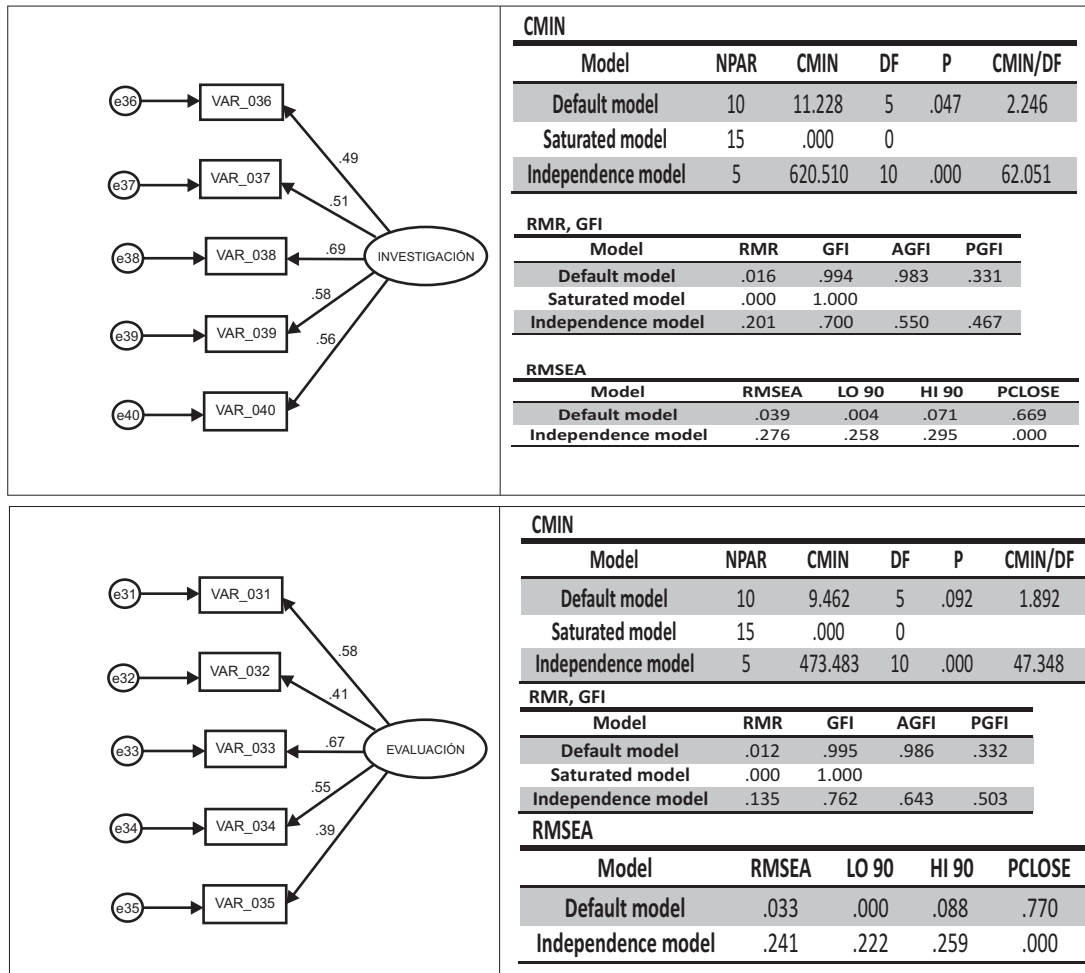 e36 VAR_036
.49
e37 VAR_037
.51
e38 VAR_038 .69 INVESTIGACIÓN
.58
e39 VAR_039
.56
e40 VAR_040
CMIN
Model NPAR CMIN DF P CMIN/DF
Default model 10 11.228 5 .047 2.246
Saturated model 15 .000 0
Independence model 5 620.510 10 .000 62.051
RMR, GFI
Model RMR GFI AGFI PGFI
Default model .016 .994 .983 .331
Saturated model .000 1.000
Independence model .201 .700 .550 .467
RMSEA
Model RMSEA LO 90 HI 90 PCLOSE
Default model .039 .004 .071 .669
Independence model .276 .258 .295 .000
e31 VAR_031
.58
e32 VAR_032
.41
e33 VAR_033 .67 EVALUACIÓN
.55
e34 VAR_034
.39
e35 VAR_035
CMIN
Model NPAR CMIN DF P CMIN/DF
Default model 10 9.462 5 .092 1.892
Saturated model 15 .000 0
Independence model 5 473.483 10 .000 47.348
RMR, GFI
Model RMR GFI AGFI PGFI
Default model .012 .995 .986 .332
Saturated model .000 1.000
Independence model .135 .762 .643 .503
RMSEA
Model RMSEA LO 90 HI 90 PCLOSE
Default model .033 .000 .088 .770
Independence model .241 .222 .259 .000